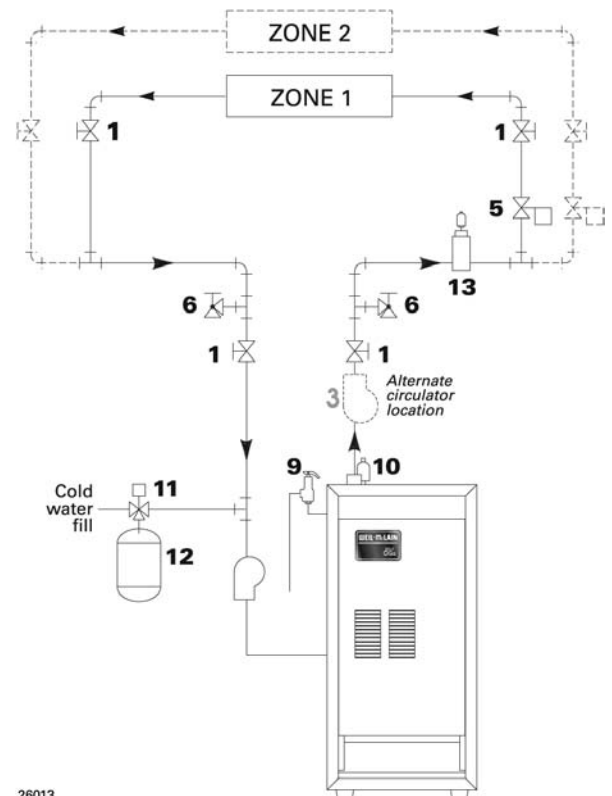 ZONE 2
ZONE 1
1
1
5
13
6
6
1
1
3
Alternate
circulator
location
9
10
11
Cold
water
fill
12
WEIL-McLAIN
26013